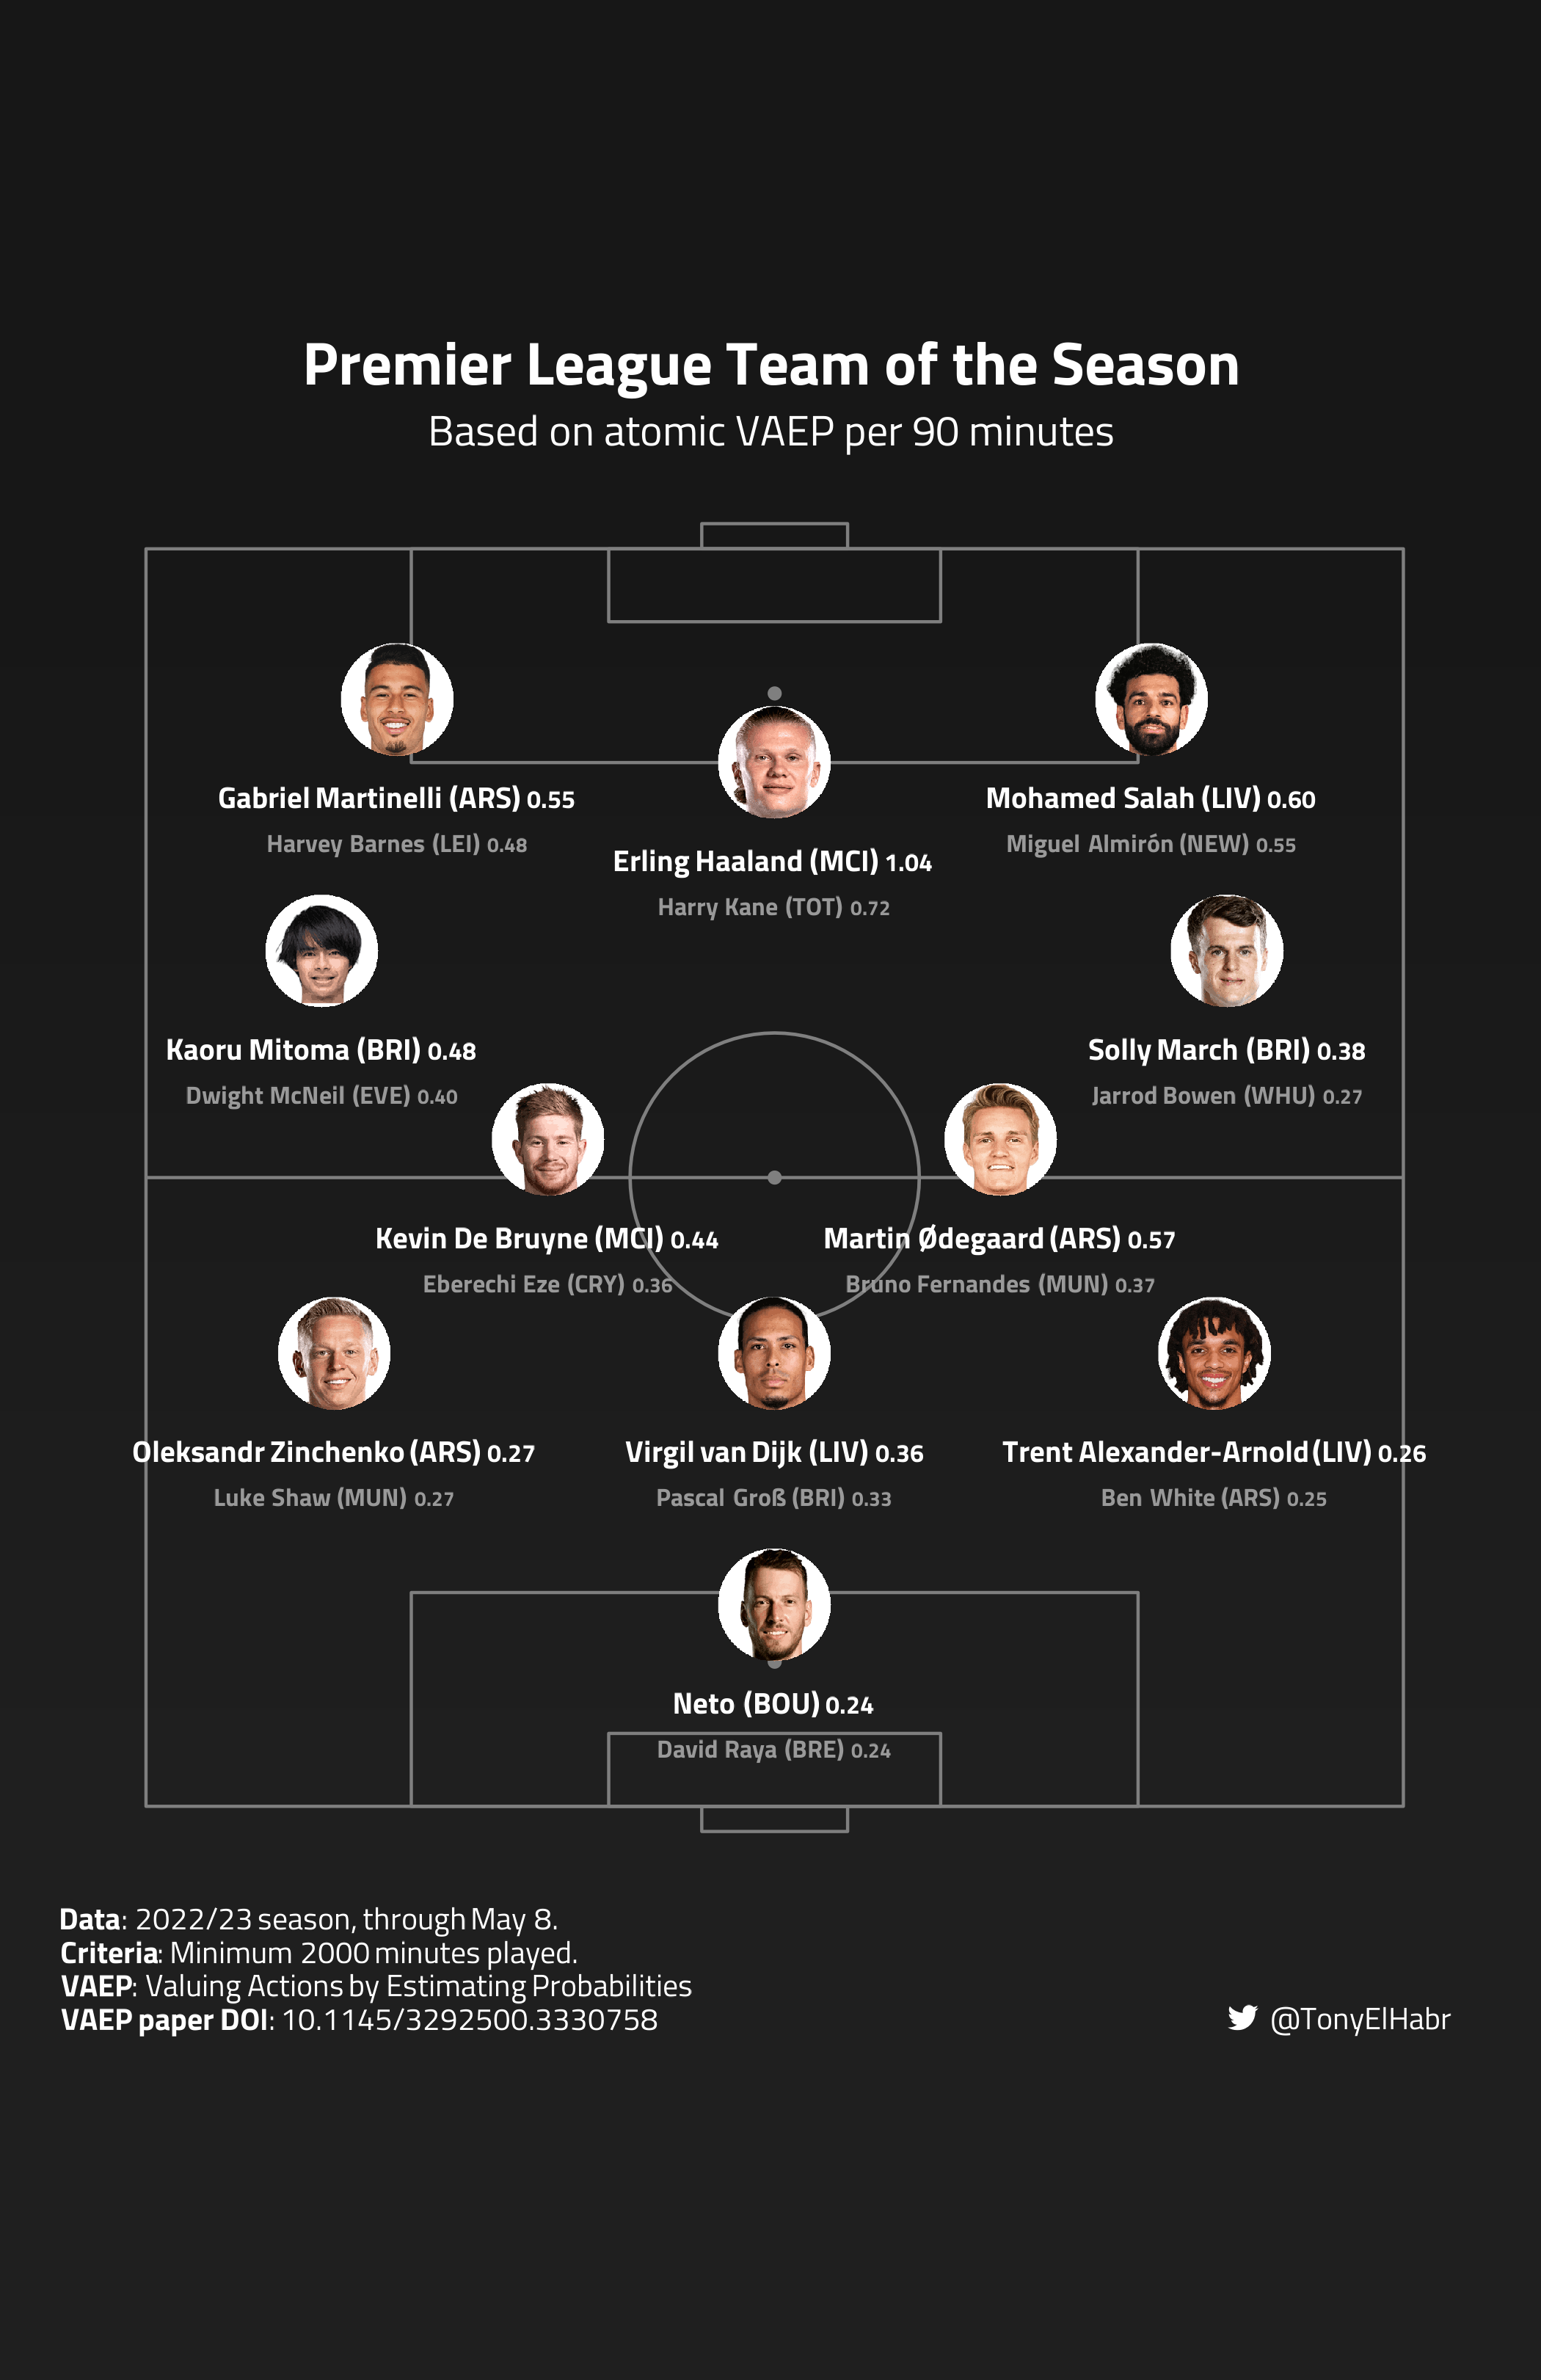 Premier League Team of the Season
Based on atomic VAEP per 90 minutes
Gabriel Martinelli (ARS) 0.55
Harvey Barnes (LEI) 0.48
Erling Haaland (MCI) 1.04
Harry Kane (TOT) 0.72
Mohamed Salah (LIV) 0.60
Miguel Almirón (NEW) 0.55
Kaoru Mitoma (BRI) 0.48
Dwight McNeil (EVE) 0.40
Solly March (BRI) 0.38
Jarrod Bowen (WHU) 0.27
Kevin De Bruyne (MCI) 0.44
Eberechi Eze (CRY) 0.36
Martin Ødegaard (ARS) 0.57
Bruno Fernandes (MUN) 0.37
Oleksandr Zinchenko (ARS) 0.27
Luke Shaw (MUN) 0.27
Virgil van Dijk (LIV) 0.36
Pascal Groß (BRI) 0.33
Trent Alexander-Arnold (LIV) 0.26
Ben White (ARS) 0.25
Neto (BOU) 0.24
David Raya (BRE) 0.24
Data: 2022/23 season, through May 8.
Criteria: Minimum 2000 minutes played.
VAEP: Valuing Actions by Estimating Probabilities
VAEP paper DOI: 10.1145/3292500.3330758
@TonyElHabr